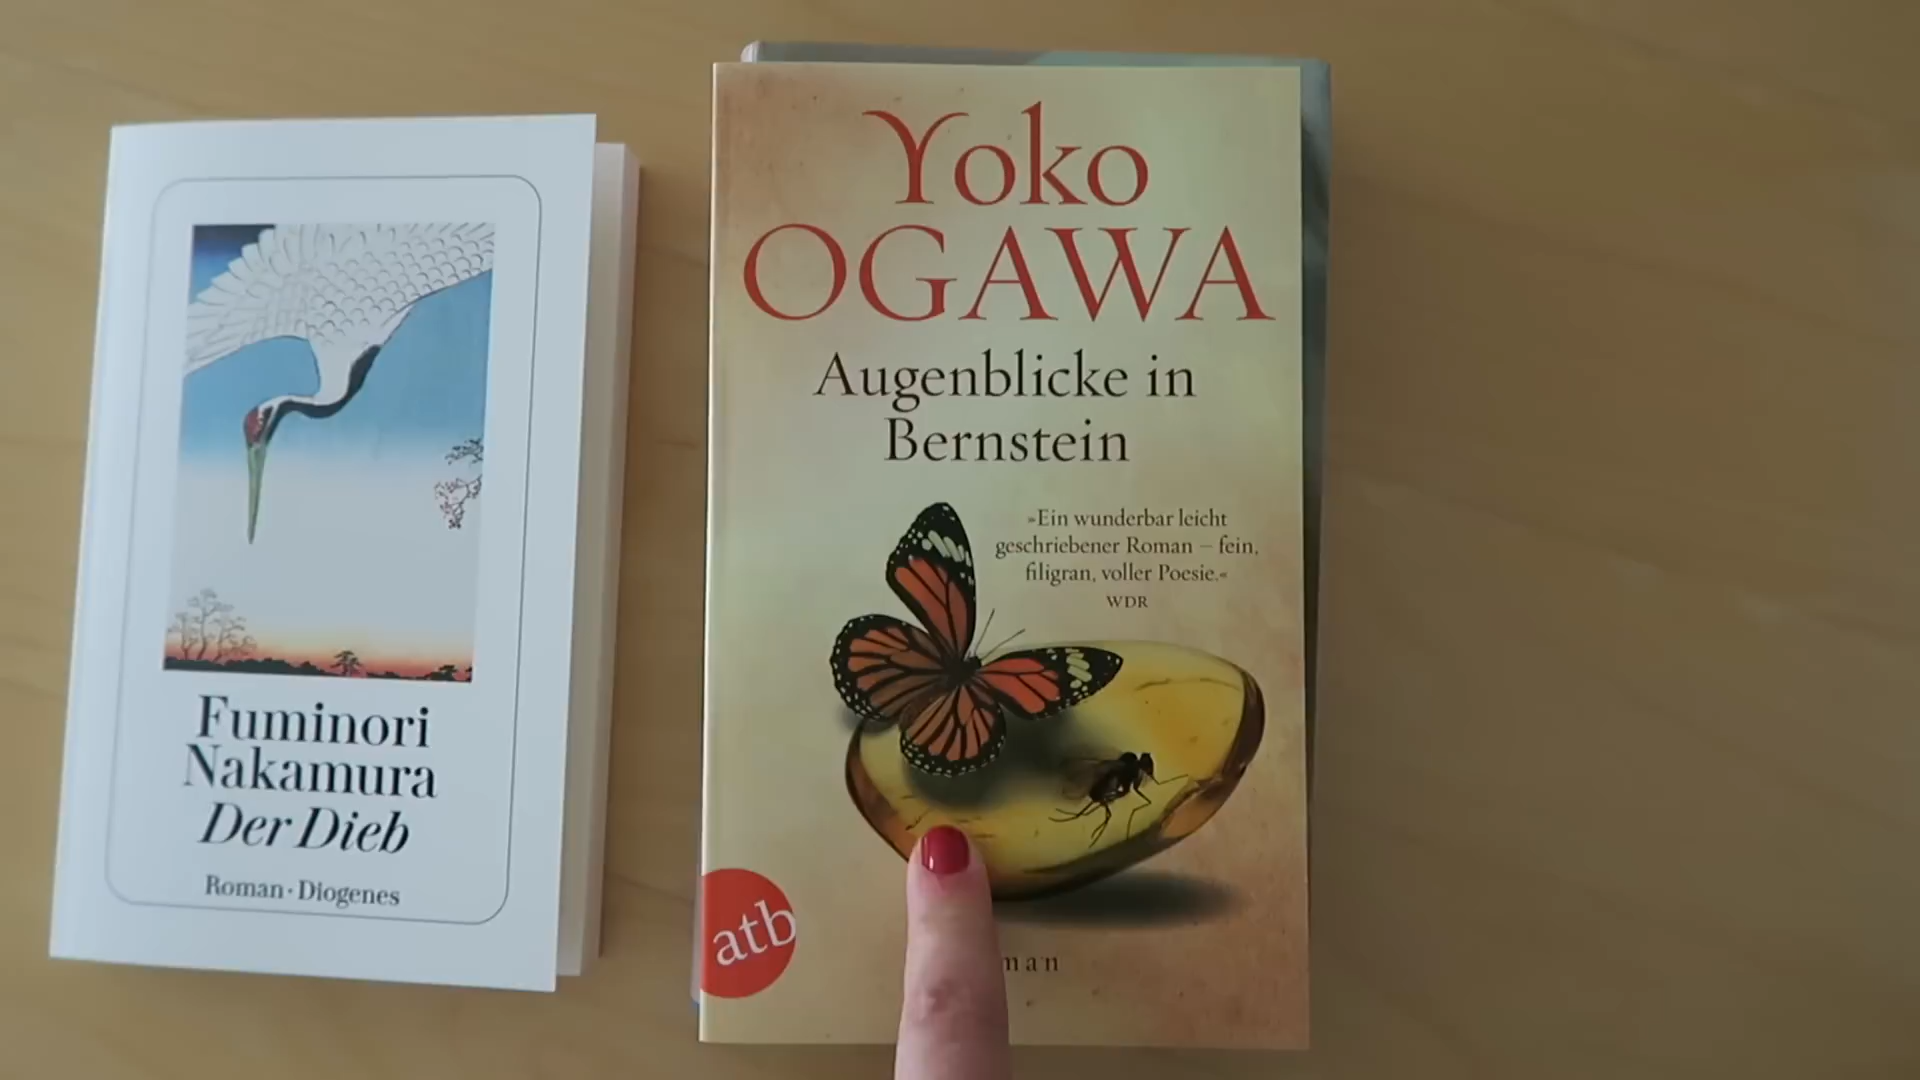 Fuminori
Nakamura
Der Dieb
Roman · Diogenes
Yoko
OGAWA
Augenblicke in
Bernstein
»Ein wunderbar leicht
geschriebener Roman – fein,
filigran, voller Poesie.«
WDR
atb